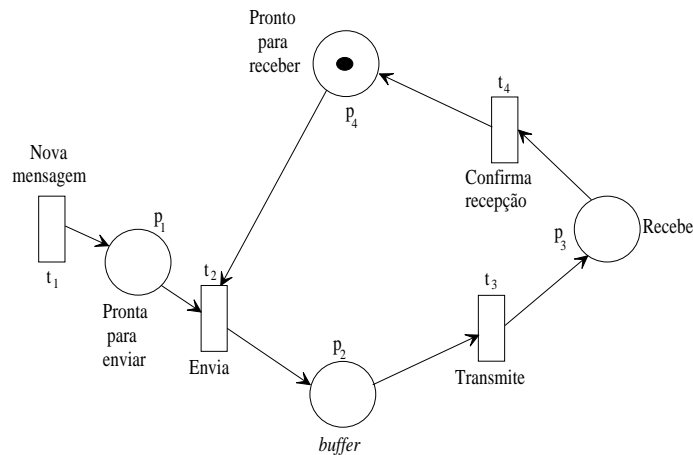 Pronto
para
receber
p4
t4
Confirma
recepção
Nova
mensagem
t1
p1
Pronta
para
enviar
t2
Envia
p2
buffer
t3
Transmite
p3
Recebe